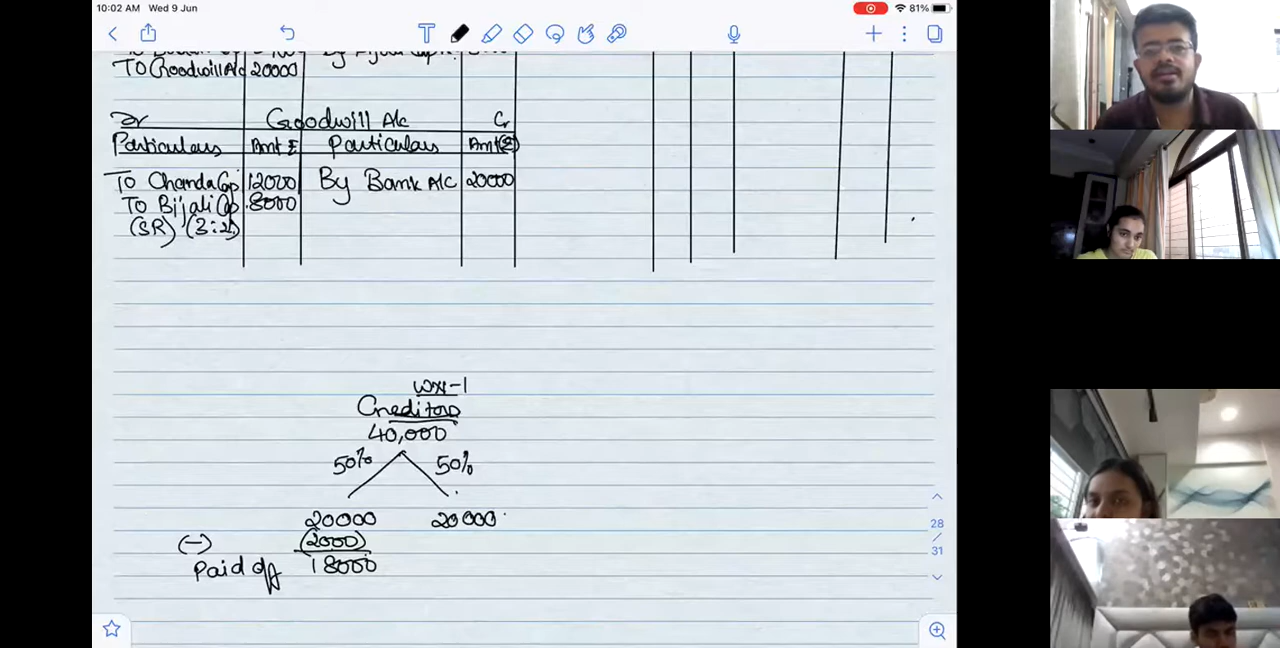 10:02 AM Wed 9 Jun
81%
To Goodwill A/c 20000
Dr Goodwill A/c Cr
Particulars Amt ₹ Particulars Amt (₹)
To Chanda Cap 12000 By Bank A/c 20000
To Bijali Cap 8000
(SR) (3:2)
WN-1
Creditors
40,000
50% 50%
20000 20000
(-) (2000)
Paid off 18000
28
/
31